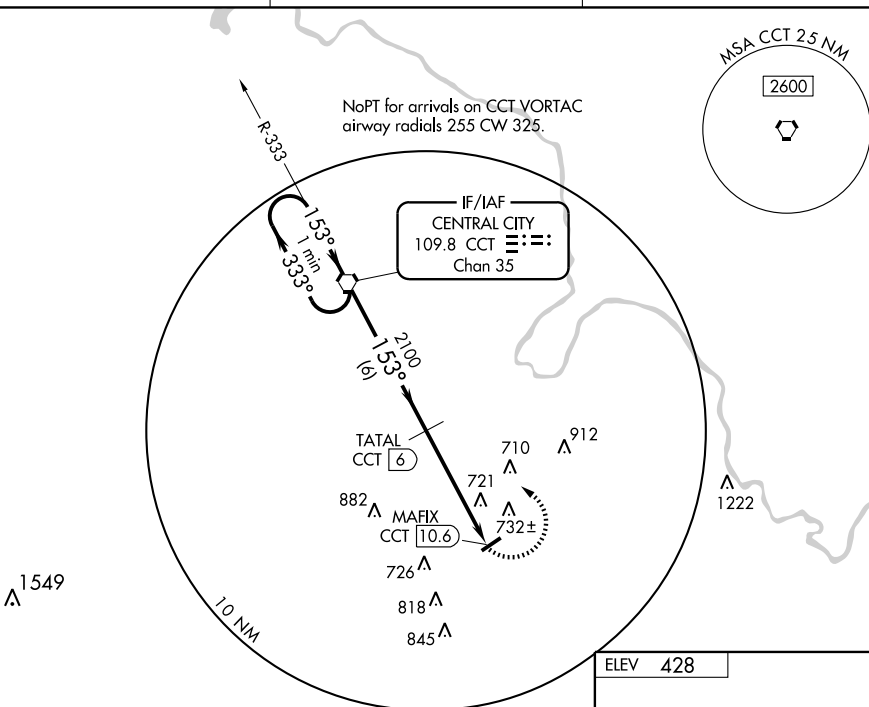 MSA CCT 25 NM
2600
NoPT for arrivals on CCT VORTAC
airway radials 255 CW 325.
R-333
IF/IAF
CENTRAL CITY
109.8 CCT
Chan 35
153°
1 min
333°
2100
153°
(6)
TATAL
CCT 6
912
710
721
1222
882
732±
MAFIX
CCT 10.6
726
1549
818
10 NM
845
ELEV 428